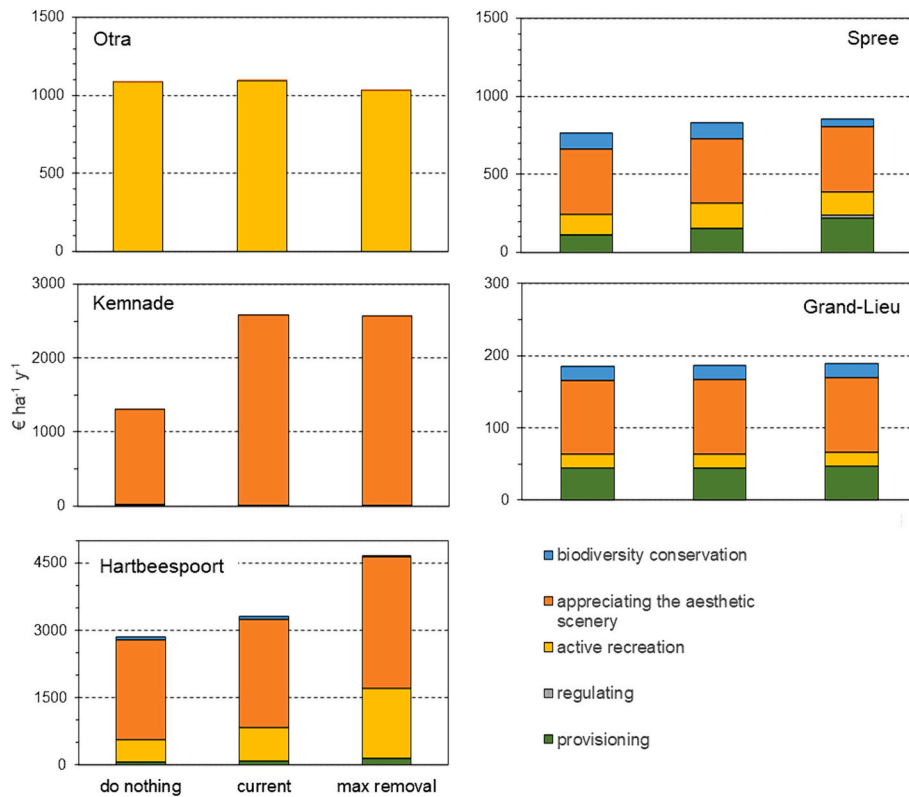 1500
Otra
1000
500
0
1500
Spree
1000
500
0
3000
Kemnade
2000
1000
0
€ ha⁻¹ y⁻¹
300
Grand-Lieu
200
100
0
4500
Hartbeespoort
3000
1500
0
do nothing
current
max removal
biodiversity conservation
appreciating the aesthetic
scenery
active recreation
regulating
provisioning